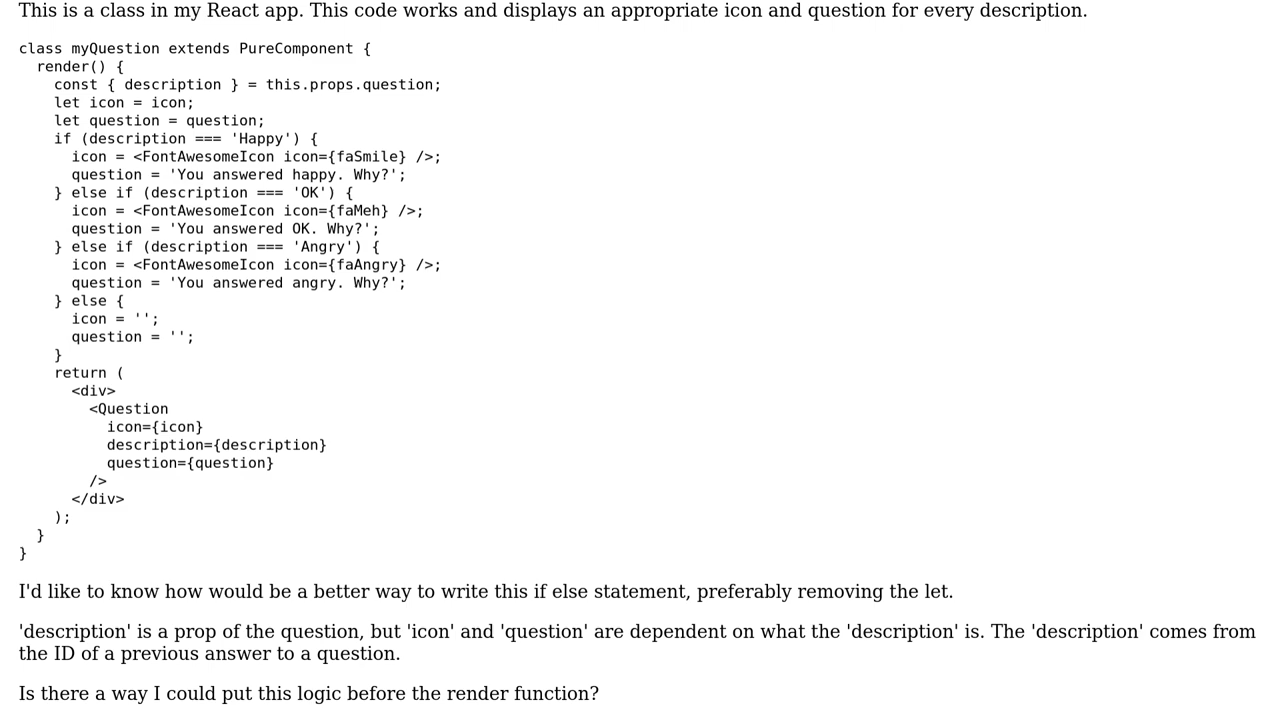 This is a class in my React app. This code works and displays an appropriate icon and question for every description.
class myQuestion extends PureComponent {
  render() {
    const { description } = this.props.question;
    let icon = icon;
    let question = question;
    if (description === 'Happy') {
      icon = <FontAwesomeIcon icon={faSmile} />;
      question = 'You answered happy. Why?';
    } else if (description === 'OK') {
      icon = <FontAwesomeIcon icon={faMeh} />;
      question = 'You answered OK. Why?';
    } else if (description === 'Angry') {
      icon = <FontAwesomeIcon icon={faAngry} />;
      question = 'You answered angry. Why?';
    } else {
      icon = '';
      question = '';
    }
    return (
      <div>
        <Question
          icon={icon}
          description={description}
          question={question}
        />
      </div>
    );
  }
}
I'd like to know how would be a better way to write this if else statement, preferably removing the let.
'description' is a prop of the question, but 'icon' and 'question' are dependent on what the 'description' is. The 'description' comes from
the ID of a previous answer to a question.
Is there a way I could put this logic before the render function?